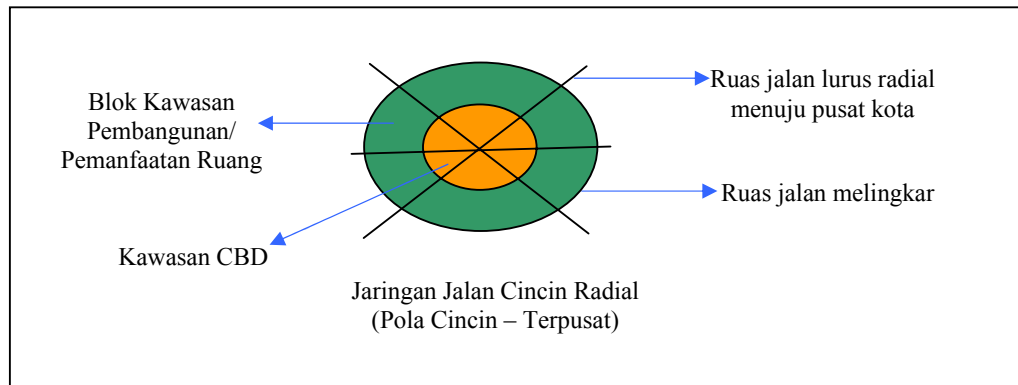 Blok Kawasan
Pembangunan/
Pemanfaatan Ruang
Kawasan CBD
Ruas jalan lurus radial
menuju pusat kota
Ruas jalan melingkar
Jaringan Jalan Cincin Radial
(Pola Cincin – Terpusat)